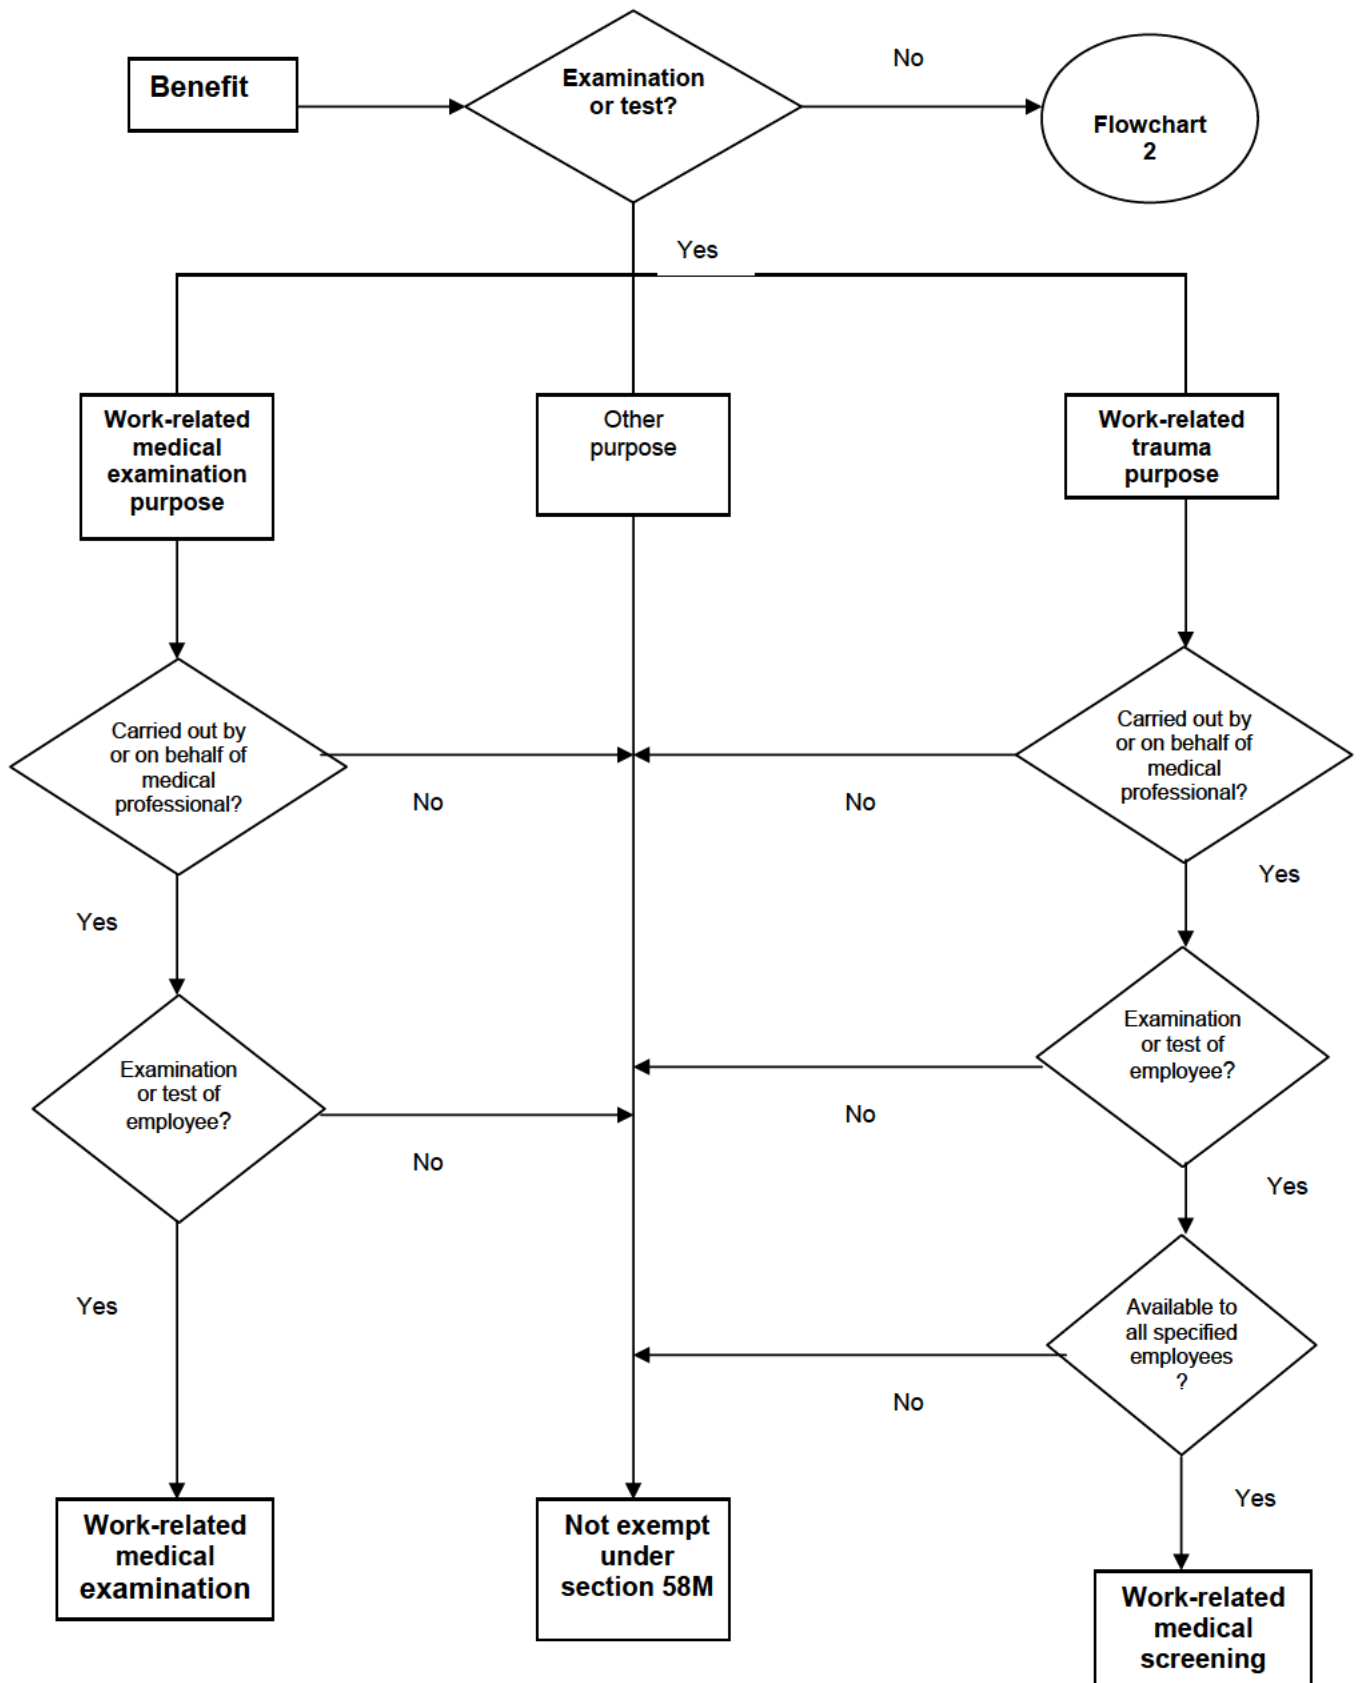 Benefit
Examination
or test?
No
Flowchart
2
Yes
Work-related
medical
examination
purpose
Other
purpose
Work-related
trauma
purpose
Carried out by
or on behalf of
medical
professional?
No
Carried out by
or on behalf of
medical
professional?
No
Yes
Yes
Examination
or test of
employee?
No
Examination
or test of
employee?
No
Yes
Yes
Available to
all specified
employees
?
No
Yes
Work-related
medical
examination
Not exempt
under
section 58M
Work-related
medical
screening